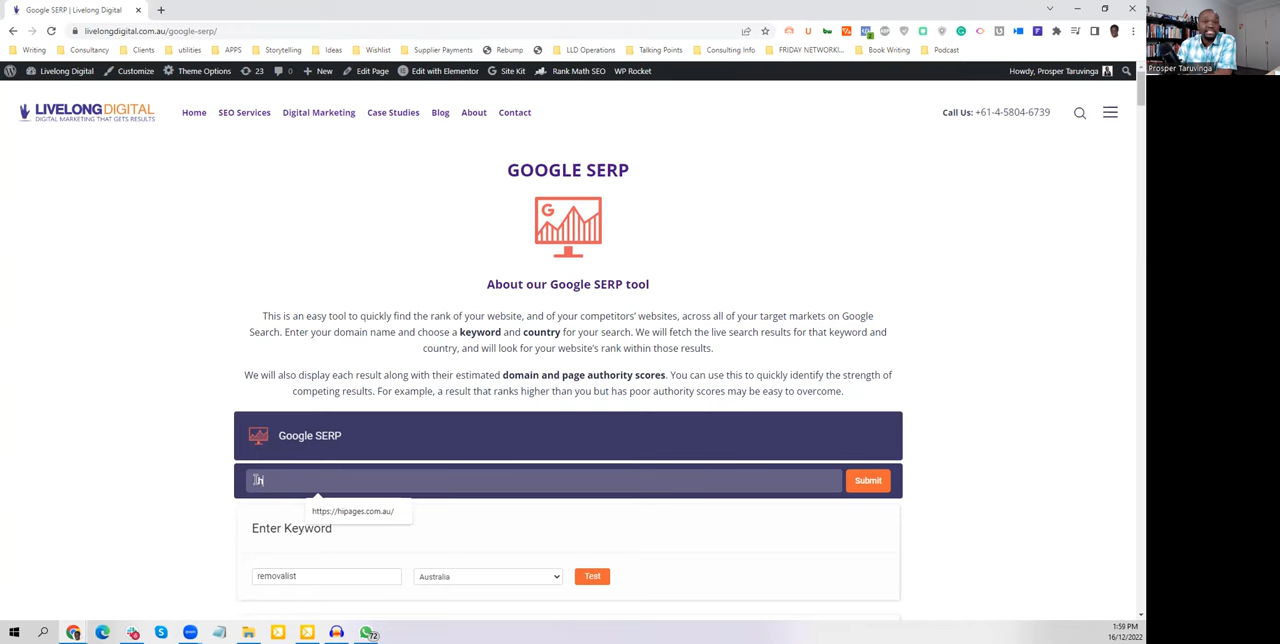 Google SERP | Livelong Digital
livelongdigital.com.au/google-serp/
Writing Consultancy Clients utilities APPS Storytelling Ideas Wishlist Supplier Payments Rebump LLD Operations Talking Points Consulting Info FRIDAY NETWORKI... Book Writing Podcast
Livelong Digital Customize Theme Options 23 0 New Edit Page Edit with Elementor Site Kit Rank Math SEO WP Rocket Howdy, Prosper Taruvinga
Prosper Taruvinga
LIVELONGDIGITAL
DIGITAL MARKETING THAT GETS RESULTS
Home SEO Services Digital Marketing Case Studies Blog About Contact
Call Us: +61-4-5804-6739
GOOGLE SERP
G
About our Google SERP tool
This is an easy tool to quickly find the rank of your website, and of your competitors' websites, across all of your target markets on Google
Search. Enter your domain name and choose a keyword and country for your search. We will fetch the live search results for that keyword and
country, and will look for your website's rank within those results.
We will also display each result along with their estimated domain and page authority scores. You can use this to quickly identify the strength of
competing results. For example, a result that ranks higher than you but has poor authority scores may be easy to overcome.
Google SERP
h
Submit
https://hipages.com.au/
Enter Keyword
removalist
Australia
Test
72
1:59 PM
16/12/2022